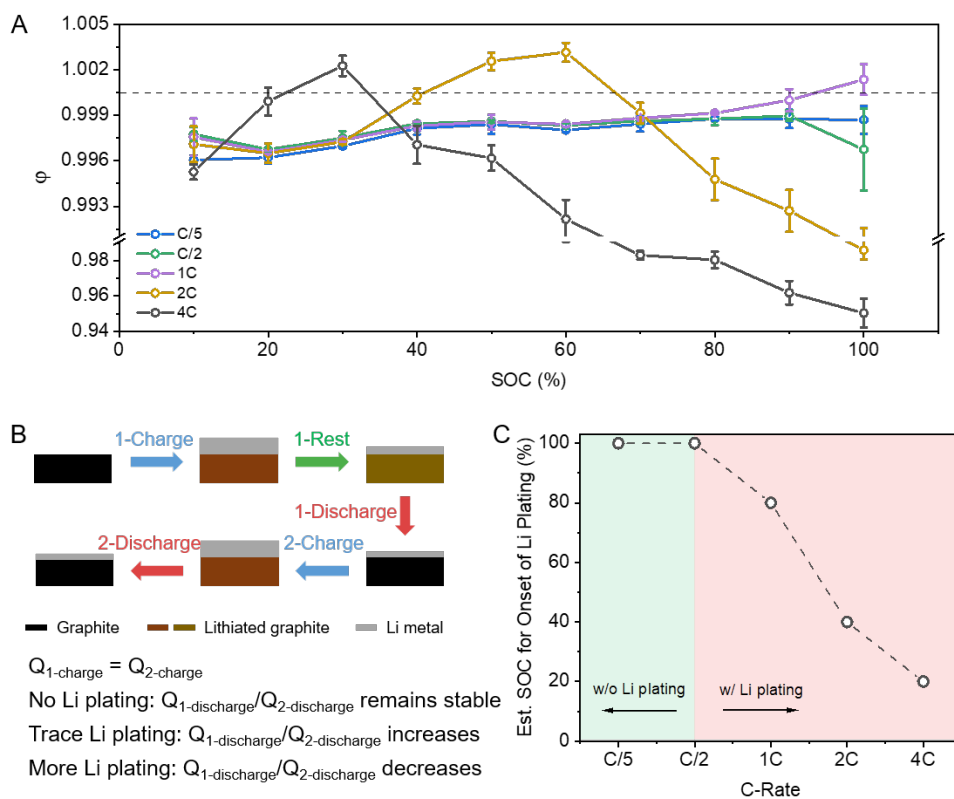 A
1.005
1.002
0.999
0.996
0.993
0.98
0.96
0.94
φ
C/5
C/2
1C
2C
4C
0 20 40 60 80 100
SOC (%)
B
1-Charge 1-Rest
1-Discharge
2-Discharge 2-Charge
Graphite Lithiated graphite Li metal
Q1-charge = Q2-charge
No Li plating: Q1-discharge/Q2-discharge remains stable
Trace Li plating: Q1-discharge/Q2-discharge increases
More Li plating: Q1-discharge/Q2-discharge decreases
C
Est. SOC for Onset of Li Plating (%)
100
80
60
40
20
0
w/o Li plating w/ Li plating
C/5 C/2 1C 2C 4C
C-Rate